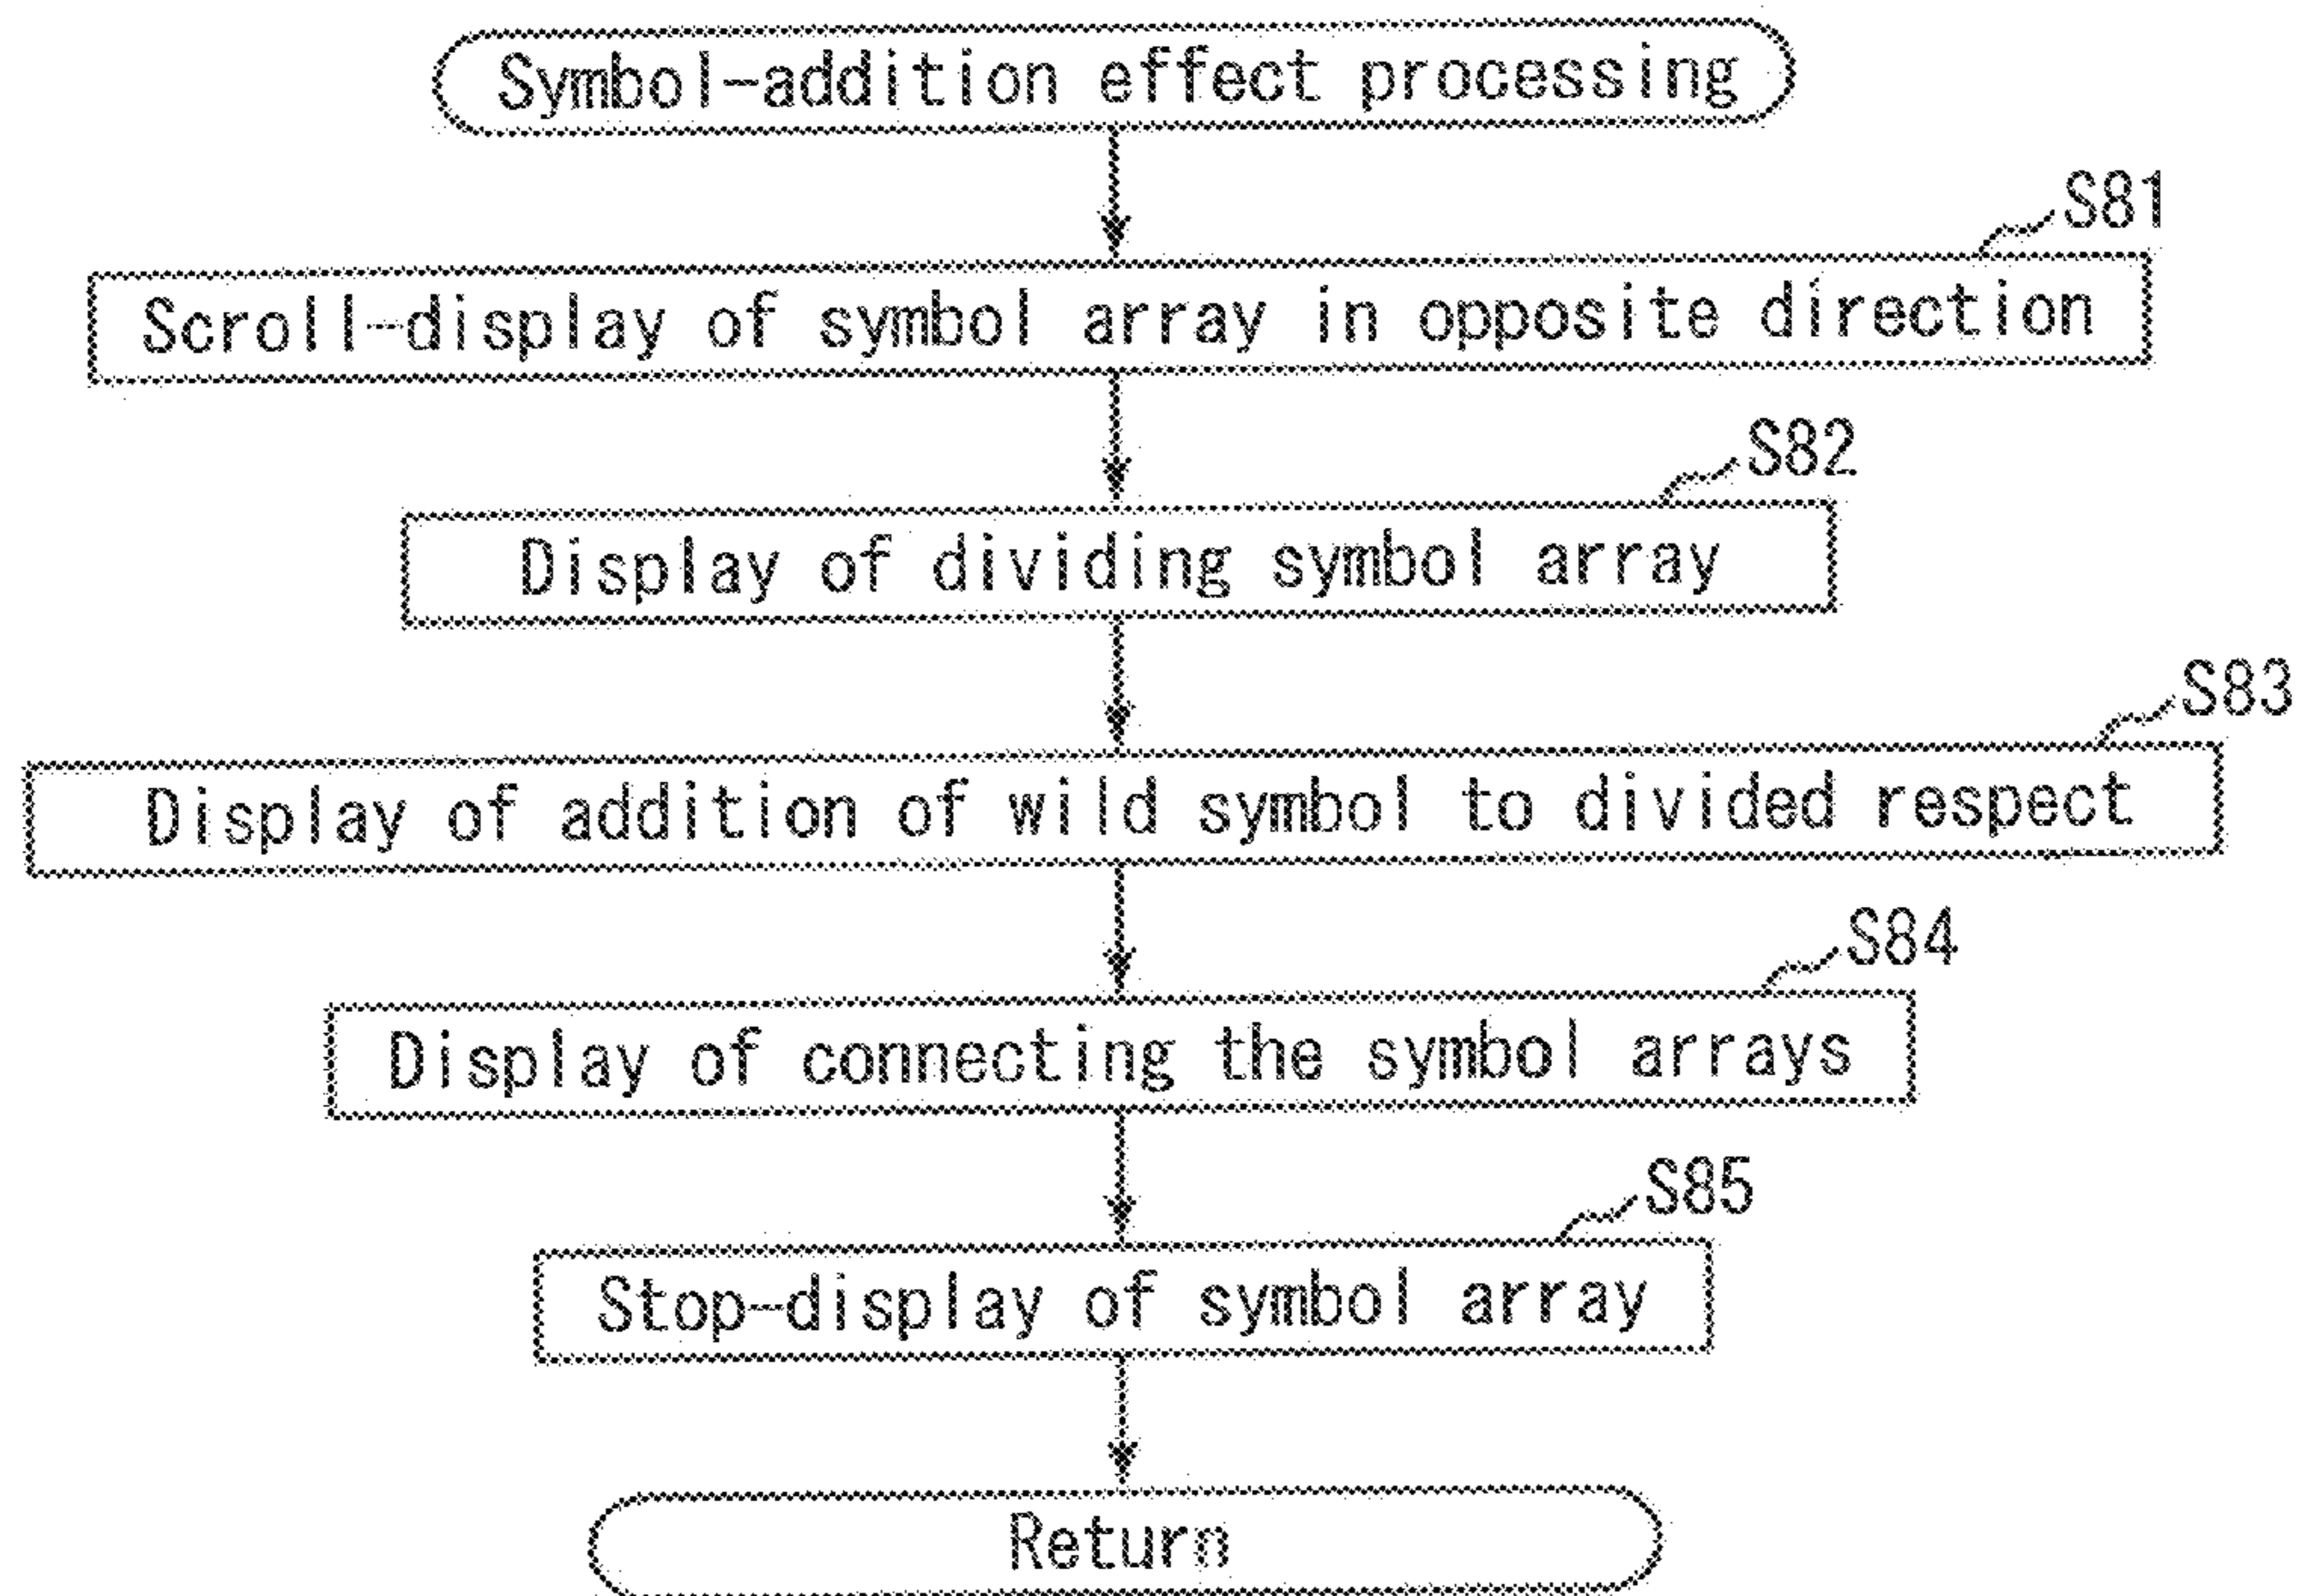 Symbol-addition effect processing
S81
Scroll-display of symbol array in opposite direction
S82
Display of dividing symbol array
S83
Display of addition of wild symbol to divided respect
S84
Display of connecting the symbol arrays
S85
Stop-display of symbol array
Return